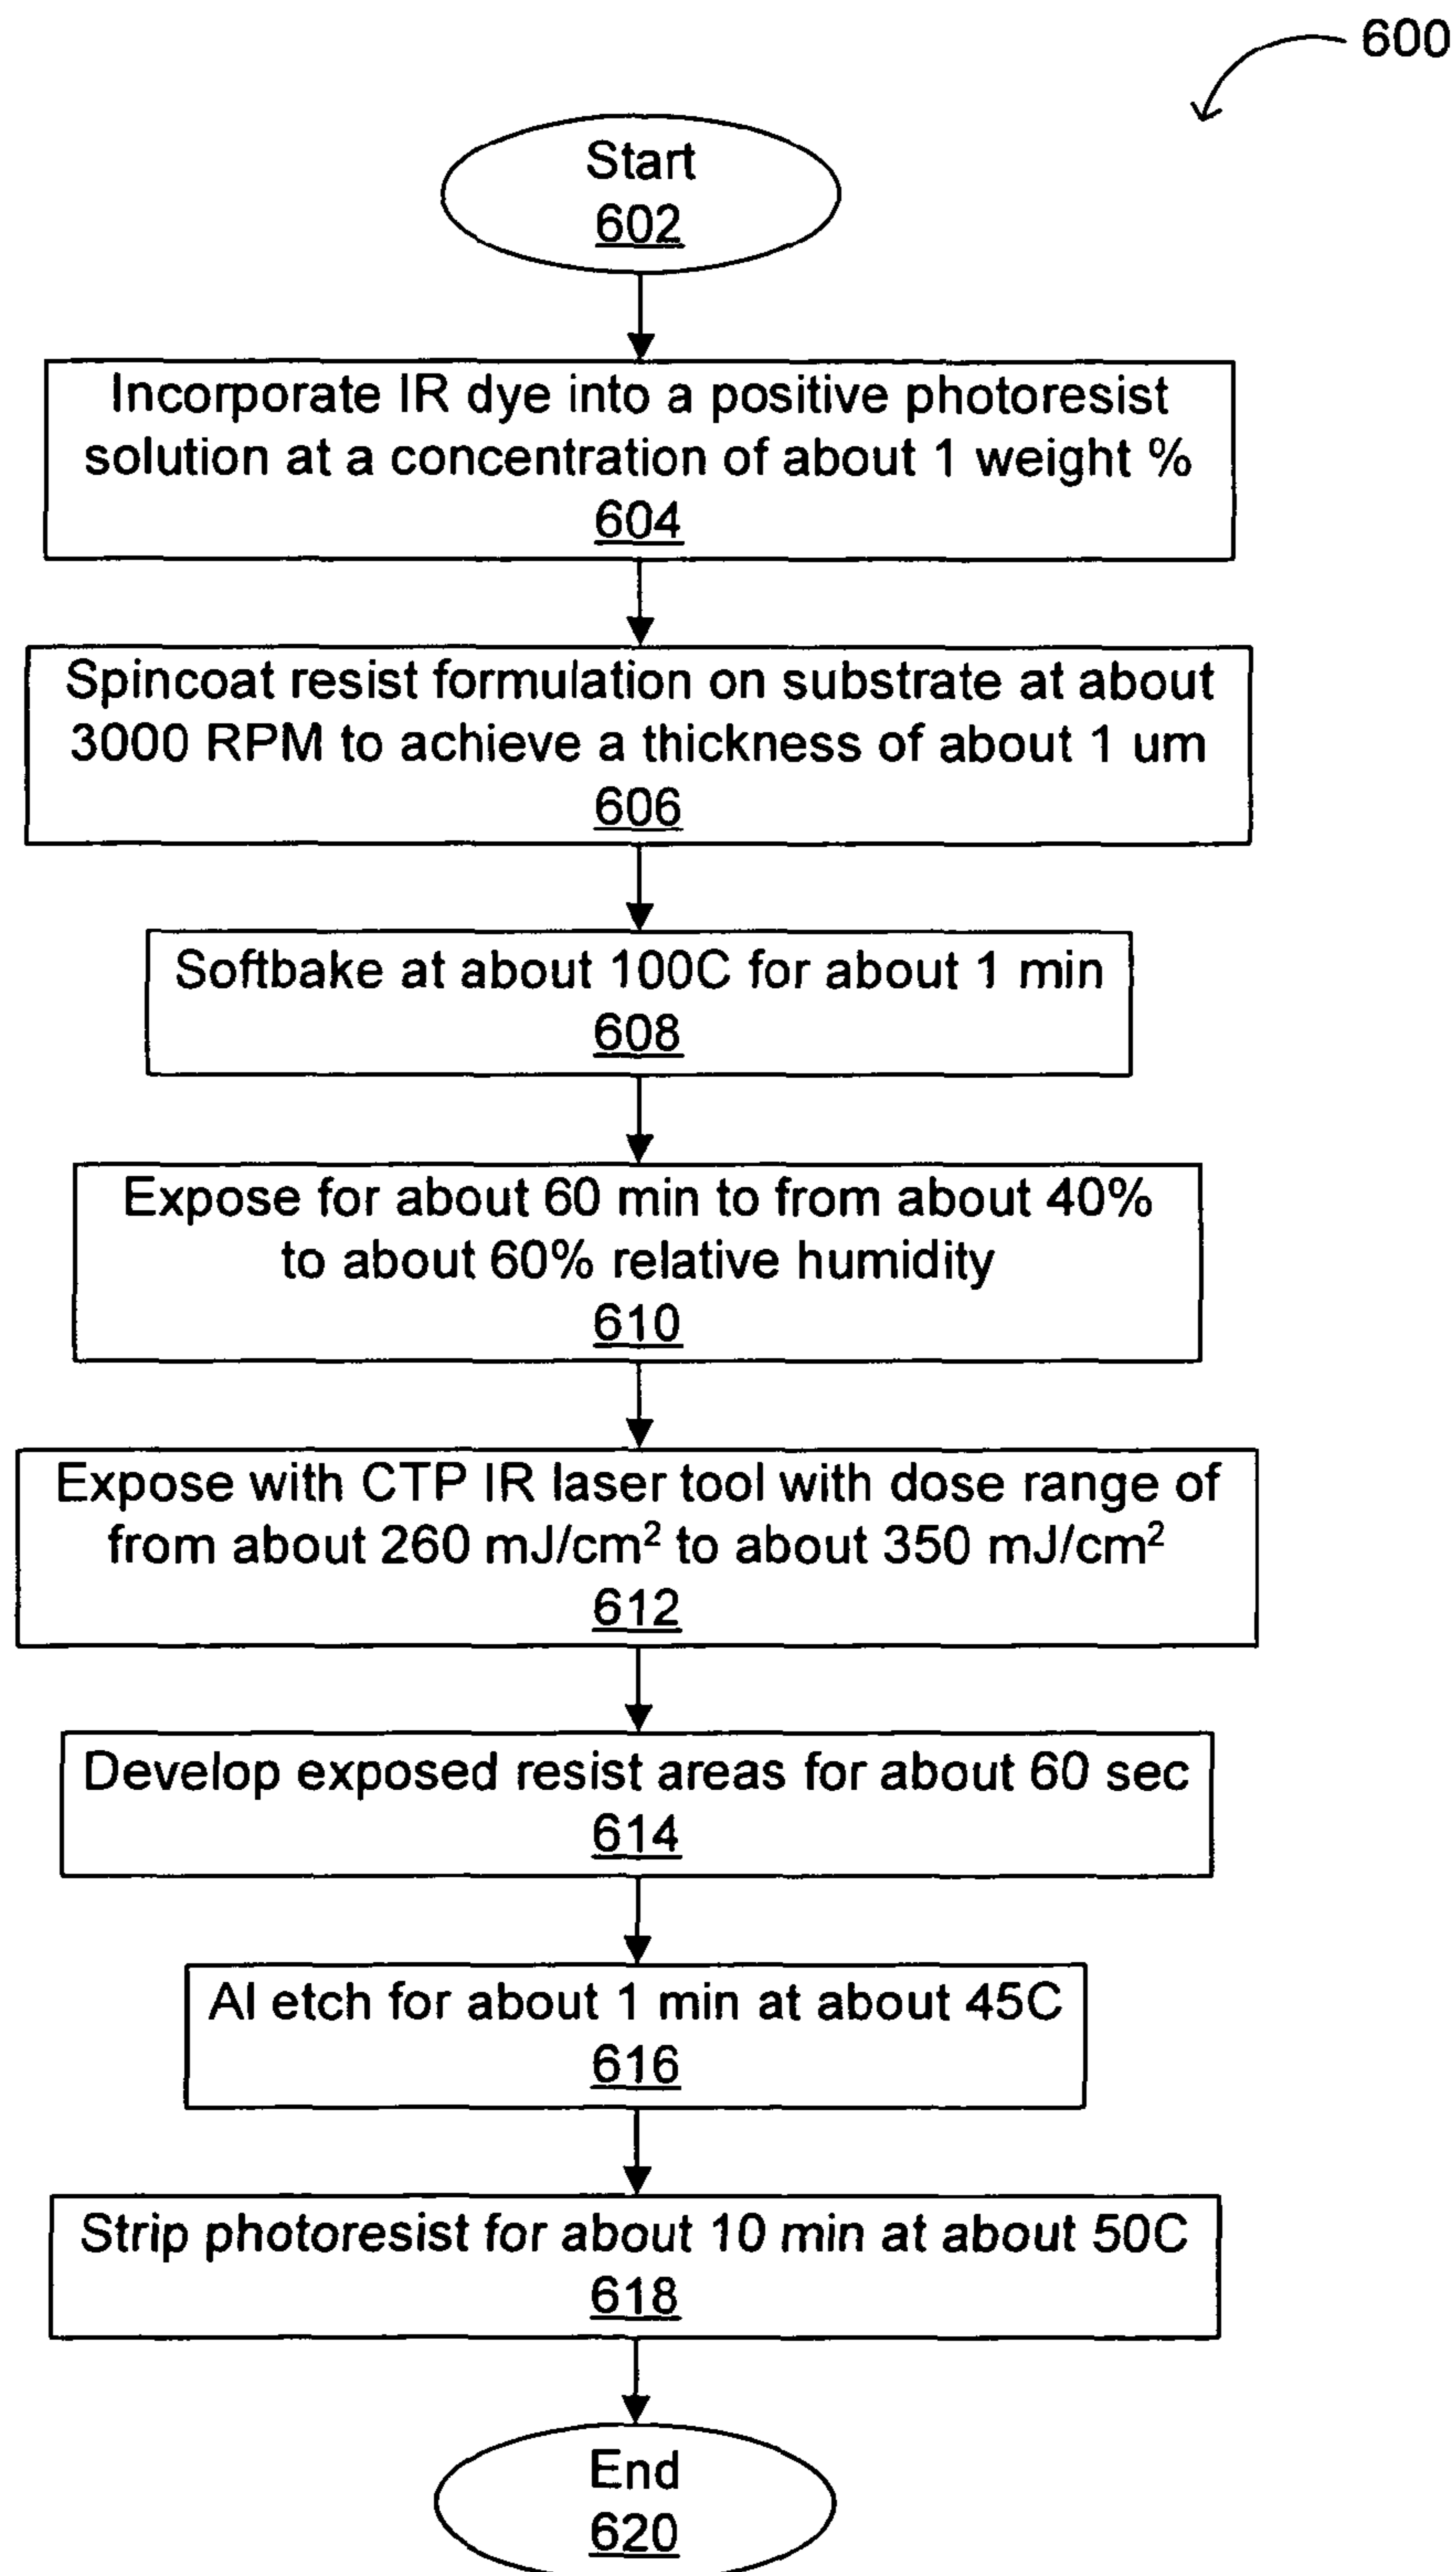 600
Start
602
Incorporate IR dye into a positive photoresist
solution at a concentration of about 1 weight %
604
Spincoat resist formulation on substrate at about
3000 RPM to achieve a thickness of about 1 um
606
Softbake at about 100C for about 1 min
608
Expose for about 60 min to from about 40%
to about 60% relative humidity
610
Expose with CTP IR laser tool with dose range of
from about 260 mJ/cm² to about 350 mJ/cm²
612
Develop exposed resist areas for about 60 sec
614
Al etch for about 1 min at about 45C
616
Strip photoresist for about 10 min at about 50C
618
End
620